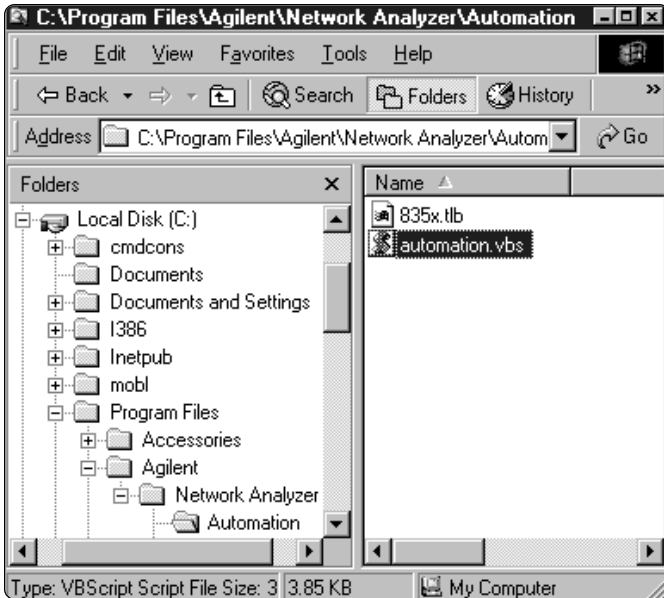 C:\Program Files\Agilent\Network Analyzer\Automation
File Edit View Favorites Tools Help
Back Search Folders History »
Address C:\Program Files\Agilent\Network Analyzer\Autom Go
Folders
Name
Local Disk (C:)
835x.tlb
cmdcons
automation.vbs
Documents
Documents and Settings
I386
Inetpub
mobl
Program Files
Accessories
Agilent
Network Analyzer
Automation
Type: VBScript Script File Size: 3 3.85 KB My Computer